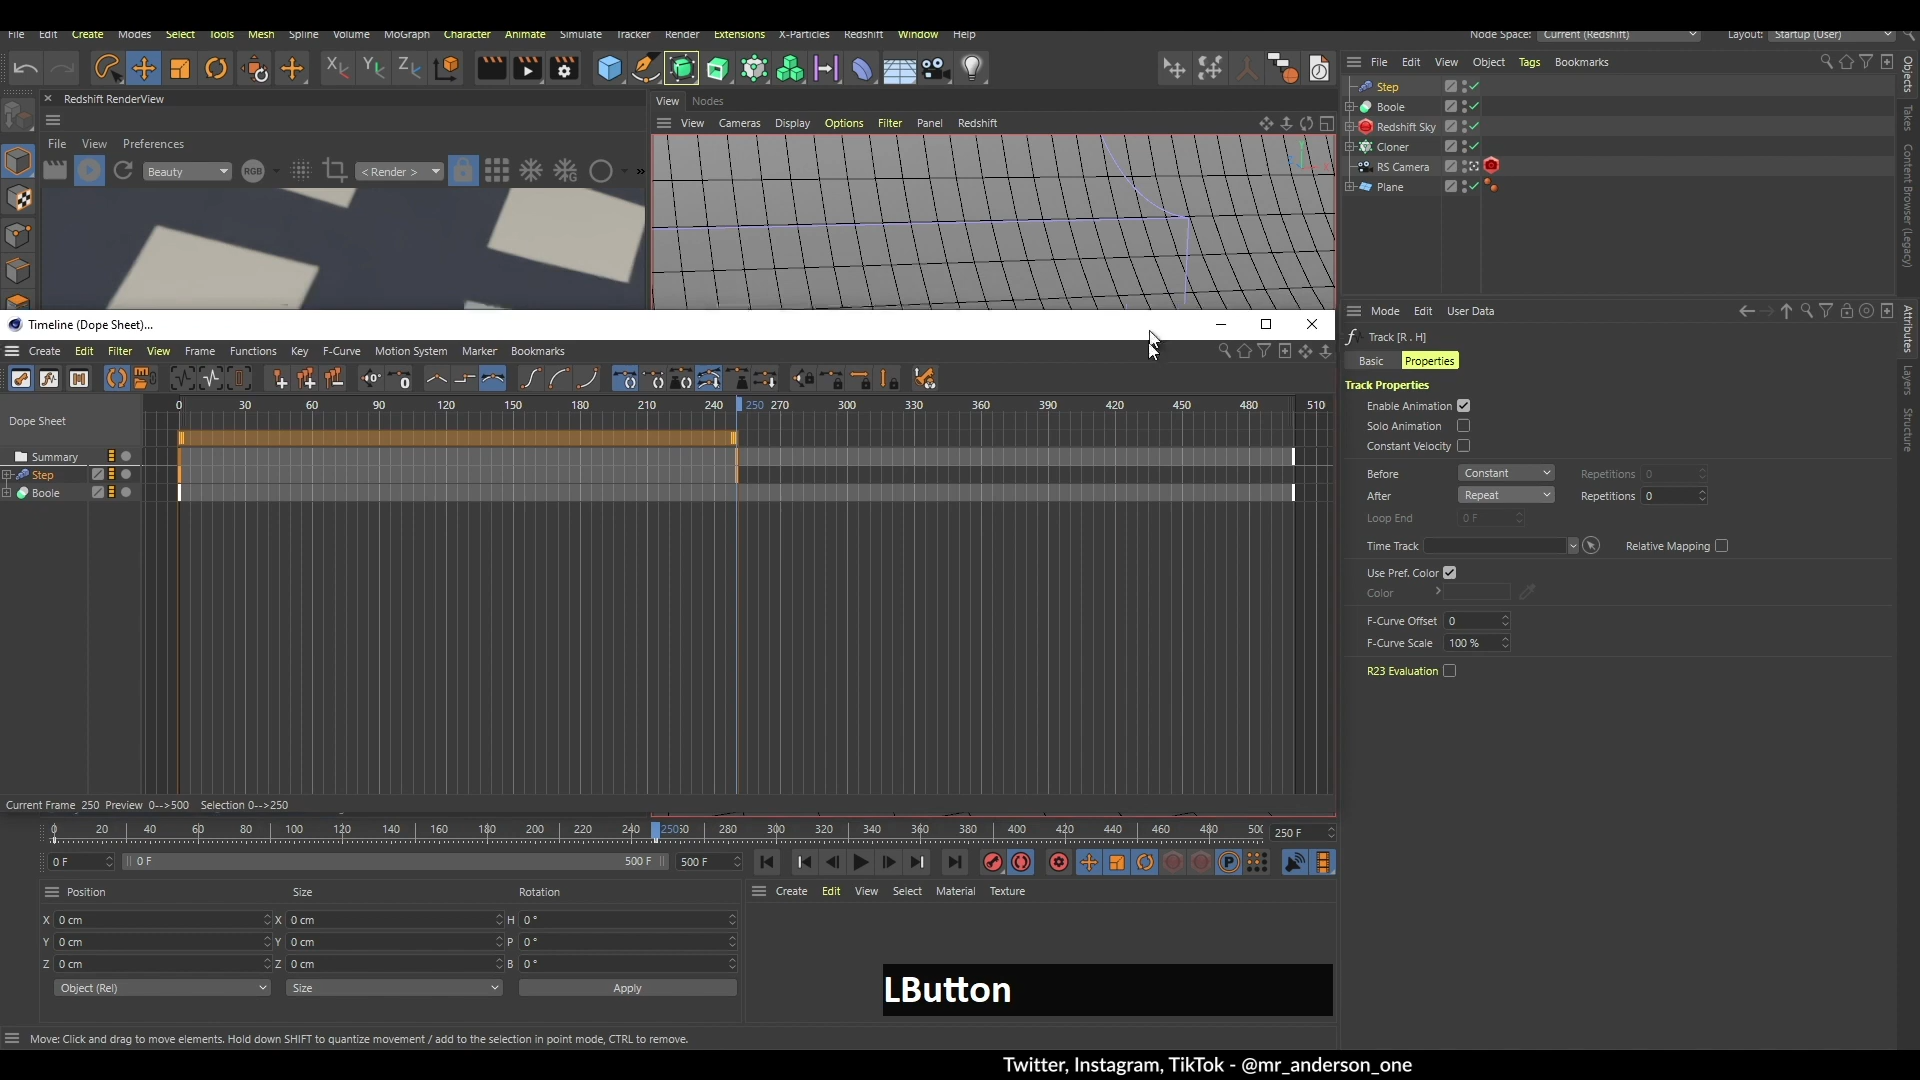 File Edit Create Modes Select Tools Mesh Spline Volume MoGraph Character Animate Simulate Tracker Render Extensions X-Particles Redshift Window Help Node Space: Current (Redshift) Layout: Startup (User)
Redshift RenderView
File View Preferences
Beauty RGB < Render > »
View Nodes
View Cameras Display Options Filter Panel Redshift
File Edit View Object Tags Bookmarks
Step
Boole
Redshift Sky
Cloner
RS Camera
Plane
Objects
Takes
Content Browser (Legacy)
Attributes
Layers
Structure
Timeline (Dope Sheet)...
Create Edit Filter View Frame Functions Key F-Curve Motion System Marker Bookmarks
Dope Sheet
0 30 60 90 120 150 180 210 240 250 270 300 330 360 390 420 450 480 510
Summary
Step
Boole
Current Frame 250 Preview 0-->500 Selection 0-->250
Mode Edit User Data
Track [R . H]
Basic Properties
Track Properties
Enable Animation
Solo Animation
Constant Velocity
Before Constant Repetitions 0
After Repeat Repetitions 0
Loop End 0 F
Time Track Relative Mapping
Use Pref. Color
Color
F-Curve Offset 0
F-Curve Scale 100 %
R23 Evaluation
0 20 40 60 80 100 120 140 160 180 200 220 240 250 280 300 320 340 360 380 400 420 440 460 480 250 F
0 F 0 F 500 F 500 F
Position Size Rotation
X 0 cm X 0 cm H 0 °
Y 0 cm Y 0 cm P 0 °
Z 0 cm Z 0 cm B 0 °
Object (Rel) Size Apply
Create Edit View Select Material Texture
LButton
Move: Click and drag to move elements. Hold down SHIFT to quantize movement / add to the selection in point mode, CTRL to remove.
Twitter, Instagram, TikTok - @mr_anderson_one